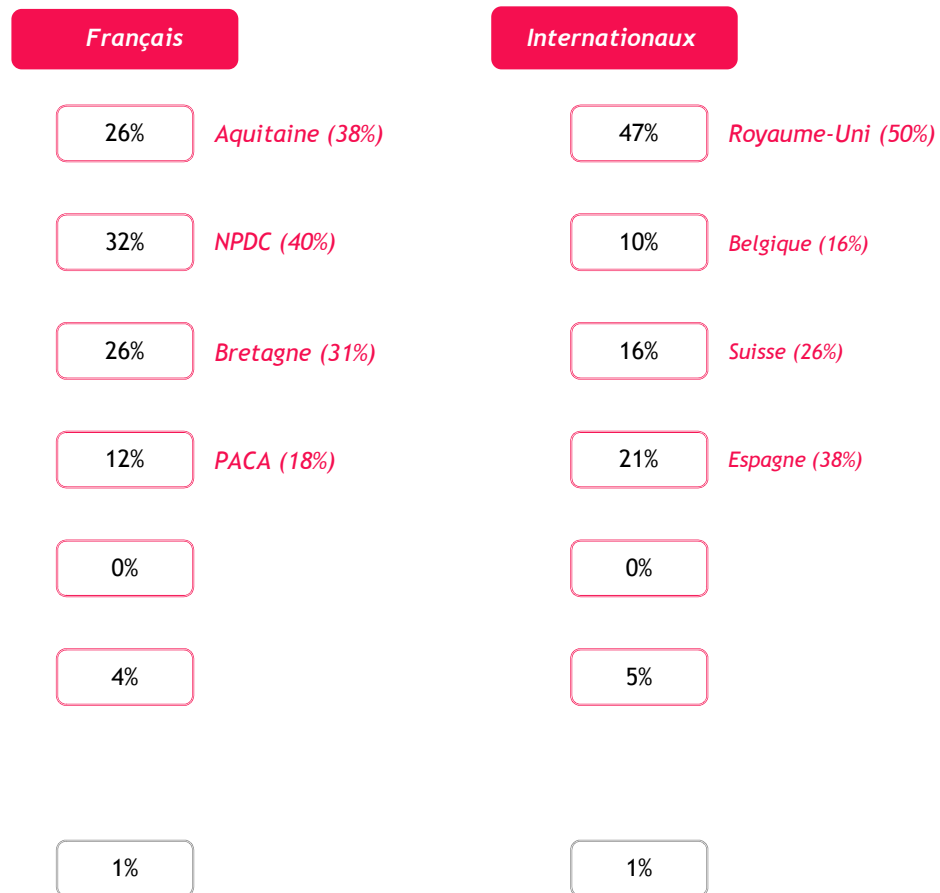 Français Internationaux
26% Aquitaine (38%) 47% Royaume-Uni (50%)
32% NPDC (40%) 10% Belgique (16%)
26% Bretagne (31%) 16% Suisse (26%)
12% PACA (18%) 21% Espagne (38%)
0% 0%
4% 5%
1% 1%